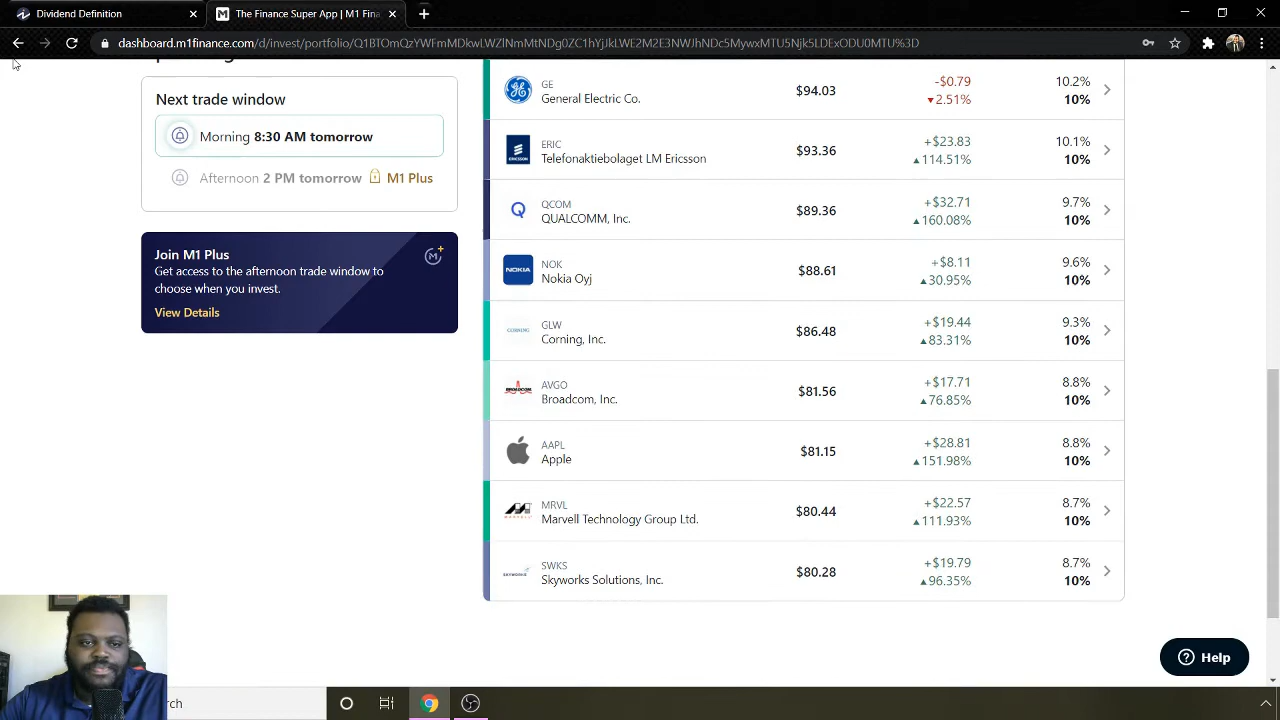 Dividend Definition
M The Finance Super App | M1 Fina
dashboard.m1finance.com/d/invest/portfolio/
Next trade window
Morning 8:30 AM tomorrow
Afternoon 2 PM tomorrow M1 Plus
Join M1 Plus
Get access to the afternoon trade window to
choose when you invest.
View Details
GE
General Electric Co.
$94.03
-$0.79
▼2.51%
10.2%
10%
ERICSSON
ERIC
Telefonaktiebolaget LM Ericsson
$93.36
+$23.83
▲114.51%
10.1%
10%
QCOM
QUALCOMM, Inc.
$89.36
+$32.71
▲160.08%
9.7%
10%
NOKIA
NOK
Nokia Oyj
$88.61
+$8.11
▲30.95%
9.6%
10%
CORNING
GLW
Corning, Inc.
$86.48
+$19.44
▲83.31%
9.3%
10%
BROADCOM
AVGO
Broadcom, Inc.
$81.56
+$17.71
▲76.85%
8.8%
10%
AAPL
Apple
$81.15
+$28.81
▲151.98%
8.8%
10%
MARVELL
MRVL
Marvell Technology Group Ltd.
$80.44
+$22.57
▲111.93%
8.7%
10%
SKYWORKS
SWKS
Skyworks Solutions, Inc.
$80.28
+$19.79
▲96.35%
8.7%
10%
Help
rch